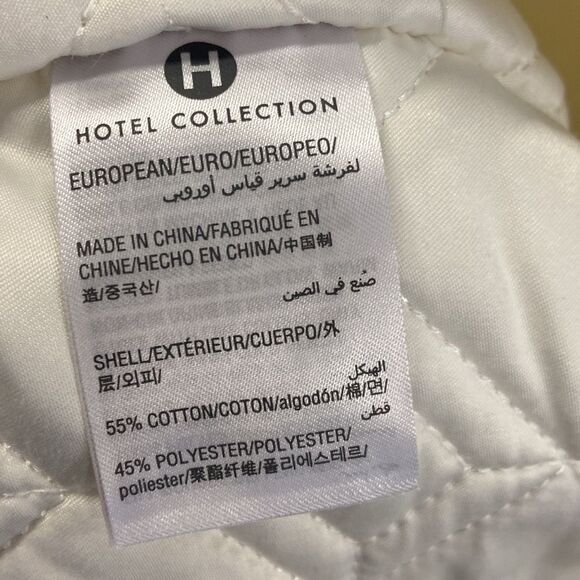 H
HOTEL COLLECTION
EUROPEAN/EURO/EUROPEO/
لفرشة سرير قياس أوروبي
MADE IN CHINA/FABRIQUÉ EN
CHINE/HECHO EN CHINA/中国制
造/중국산/
صُنع في الصين
SHELL/EXTÉRIEUR/CUERPO/外
层/외피/
الهيكل
55% COTTON/COTON/algodón/棉/면/
قطن
45% POLYESTER/POLYESTER/
poliester/聚酯纤维/폴리에스테르/